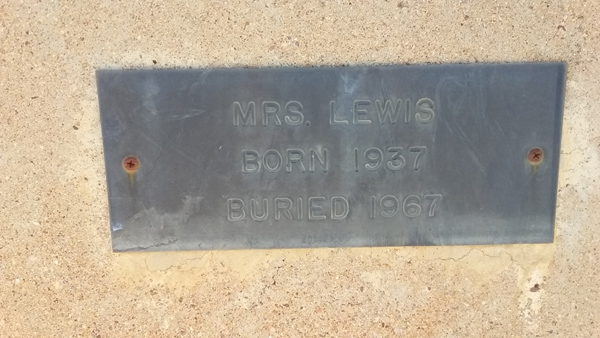 MRS. LEWIS
BORN 1937
BURIED 1967